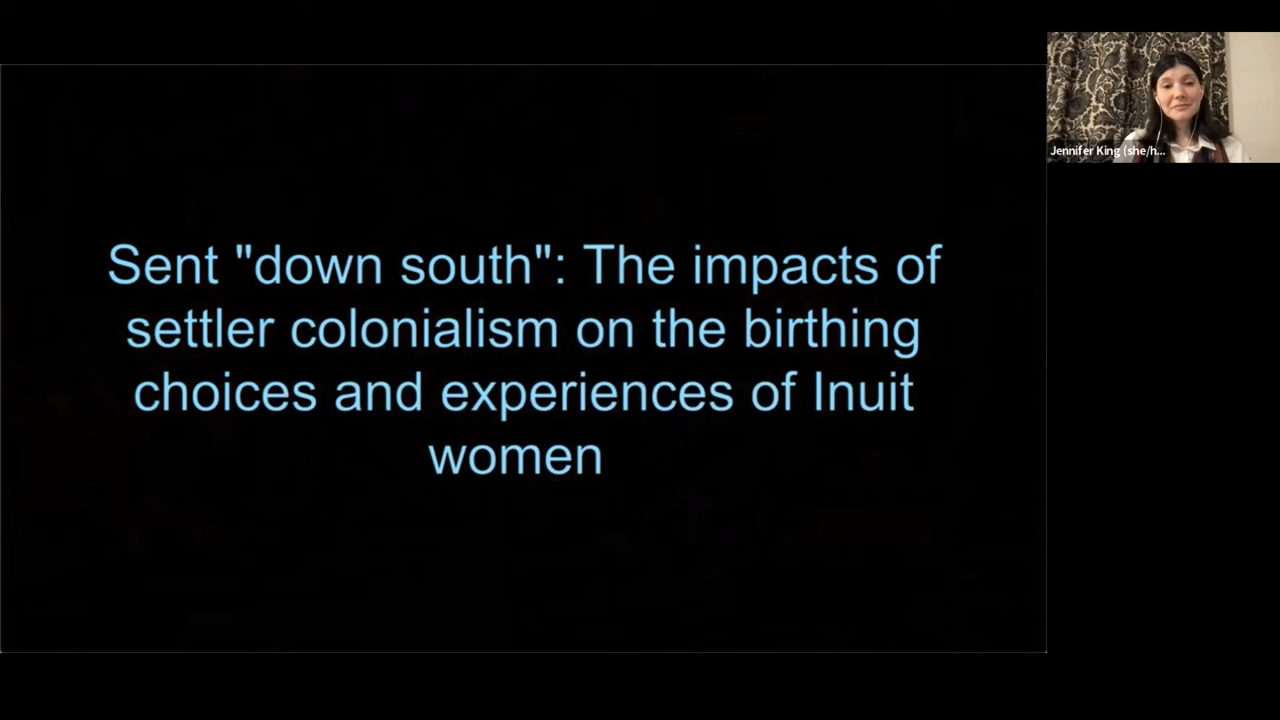 Sent "down south": The impacts of
settler colonialism on the birthing
choices and experiences of Inuit
women
Jennifer King (she/h...